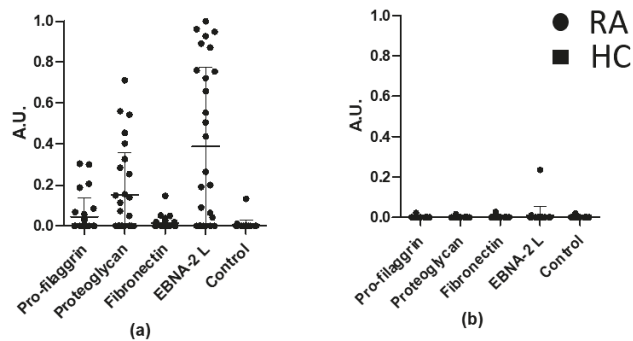 1.0
0.8
0.6
0.4
0.2
0.0
A.U.
Pro-filaggrin
Proteoglycan
Fibronectin
EBNA-2 L
Control
(a)
1.0
0.8
0.6
0.4
0.2
0.0
A.U.
Pro-filaggrin
Proteoglycan
Fibronectin
EBNA-2 L
Control
(b)
RA
HC